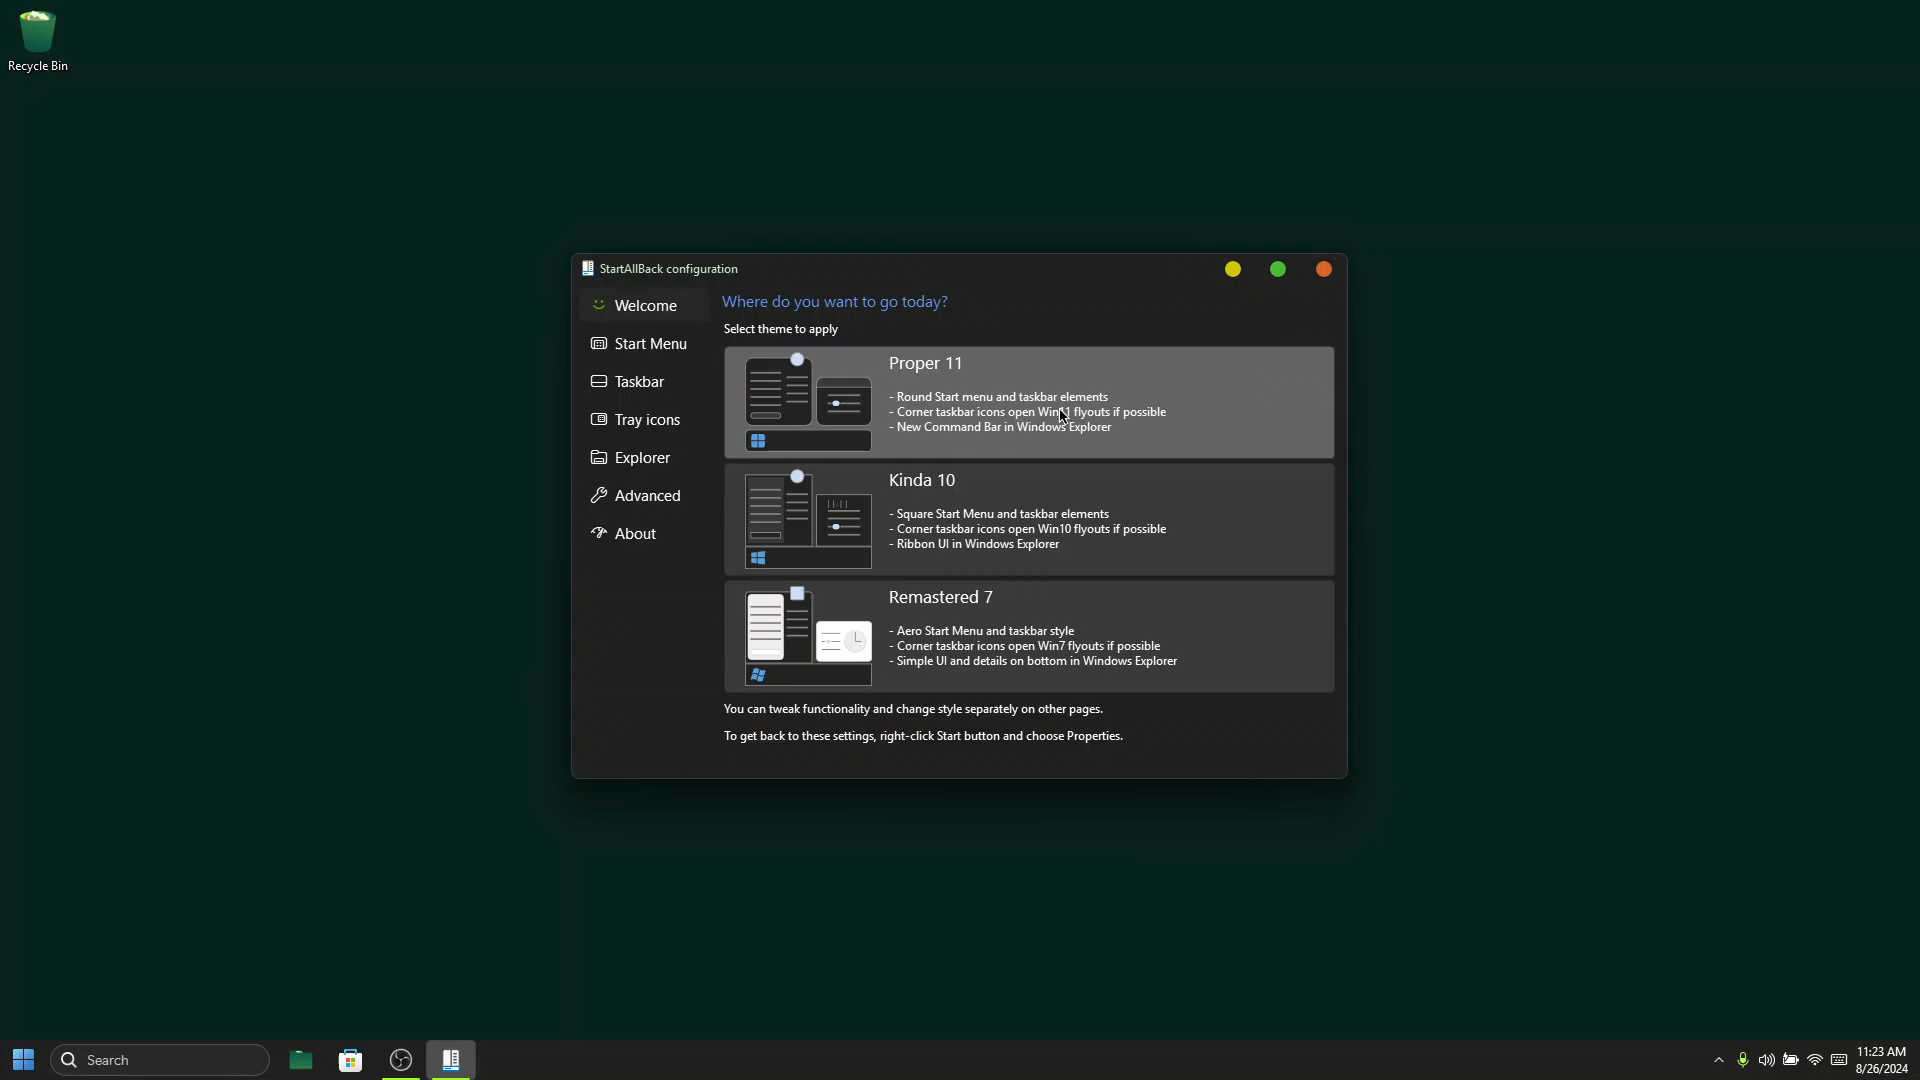 Recycle Bin
StartAllBack configuration
Welcome
Start Menu
Taskbar
Tray icons
Explorer
Advanced
About
Where do you want to go today?
Select theme to apply
Proper 11
- Round Start menu and taskbar elements
- Corner taskbar icons open Win11 flyouts if possible
- New Command Bar in Windows Explorer
Kinda 10
- Square Start Menu and taskbar elements
- Corner taskbar icons open Win10 flyouts if possible
- Ribbon UI in Windows Explorer
Remastered 7
- Aero Start Menu and taskbar style
- Corner taskbar icons open Win7 flyouts if possible
- Simple UI and details on bottom in Windows Explorer
You can tweak functionality and change style separately on other pages.
To get back to these settings, right-click Start button and choose Properties.
Search
11:23 AM
8/26/2024